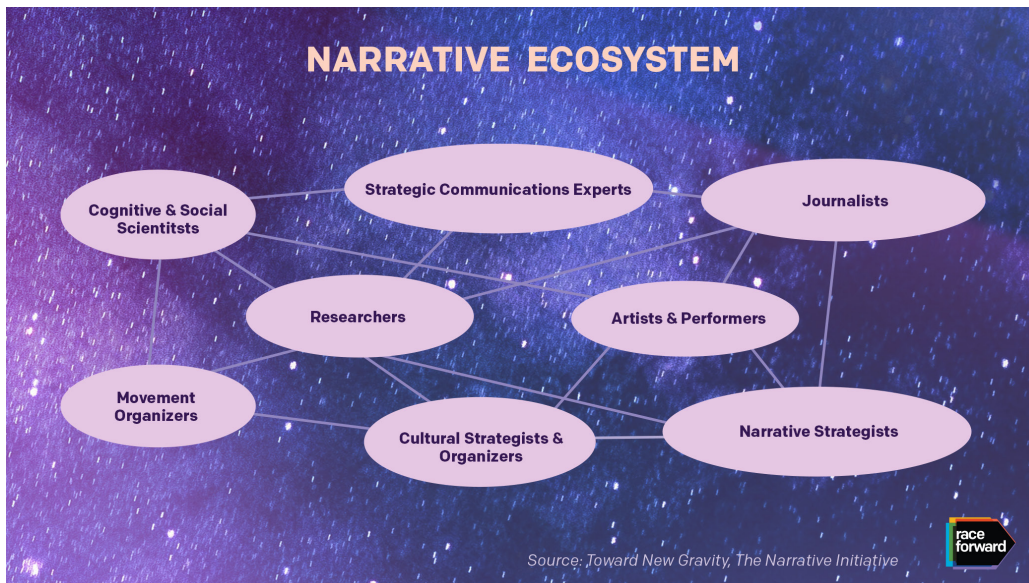 NARRATIVE ECOSYSTEM
Strategic Communications Experts
Cognitive & Social
Scientitsts
Journalists
Researchers
Artists & Performers
Movement
Organizers
Cultural Strategists &
Organizers
Narrative Strategists
Source: Toward New Gravity, The Narrative Initiative
race
forward